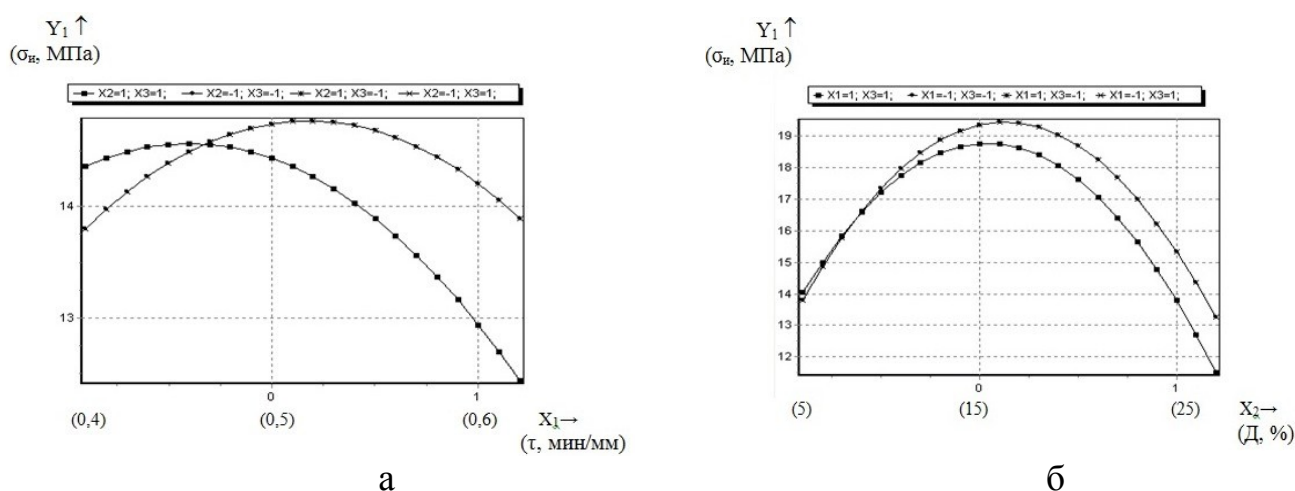 Y₁ ↑
(σи, МПа)
X2=1; X3=1; X2=-1; X3=-1; X2=1; X3=-1; X2=-1; X3=1;
14
13
0 1
(0,4) (0,5) (0,6) X₁→
(τ, мин/мм)
а
Y₁ ↑
(σи, МПа)
X1=1; X3=1; X1=-1; X3=-1; X1=1; X3=-1; X1=-1; X3=1;
19
18
17
16
15
14
13
12
0 1
(5) (15) (25) X₂→
(Д, %)
б